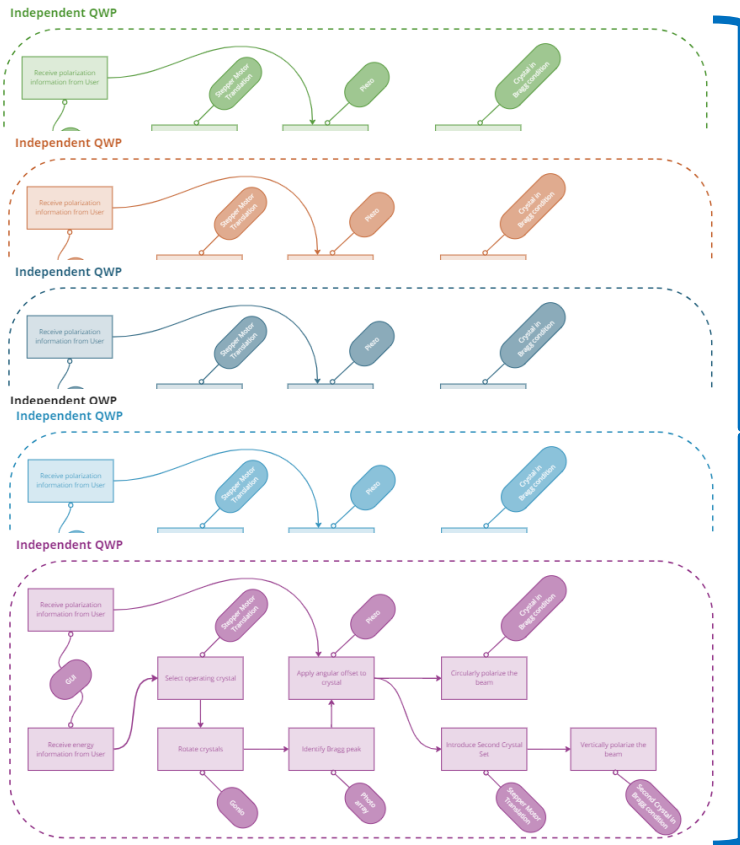 Independent QWP
Receive polarization
information from User
Stepper Motor
Translation
Piezo
Crystal in
Bragg condition
Independent QWP
Receive polarization
information from User
Stepper Motor
Translation
Piezo
Crystal in
Bragg condition
Independent QWP
Receive polarization
information from User
Stepper Motor
Translation
Piezo
Crystal in
Bragg condition
Independent QWP
Independent QWP
Receive polarization
information from User
Stepper Motor
Translation
Piezo
Crystal in
Bragg condition
Independent QWP
Receive polarization
information from User
Stepper Motor
Translation
Piezo
Crystal in
Bragg condition
GUI
Select operating crystal
Apply angular offset to
crystal
Circularly polarize the
beam
Receive energy
information from User
Rotate crystals
Identify Bragg peak
Introduce Second Crystal
Set
Vertically polarize the
beam
Gonio
Photo
array
Stepper Motor
Translation
Second Crystal in
Bragg condition